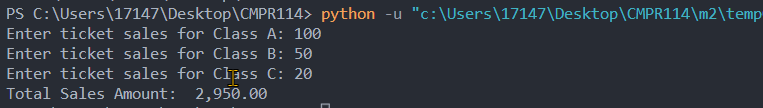 PS C:\Users\17147\Desktop\CMPR114> python -u "c:\Users\17147\Desktop\CMPR114\m2\temp
Enter ticket sales for Class A: 100
Enter ticket sales for Class B: 50
Enter ticket sales for Class C: 20
Total Sales Amount:  2,950.00